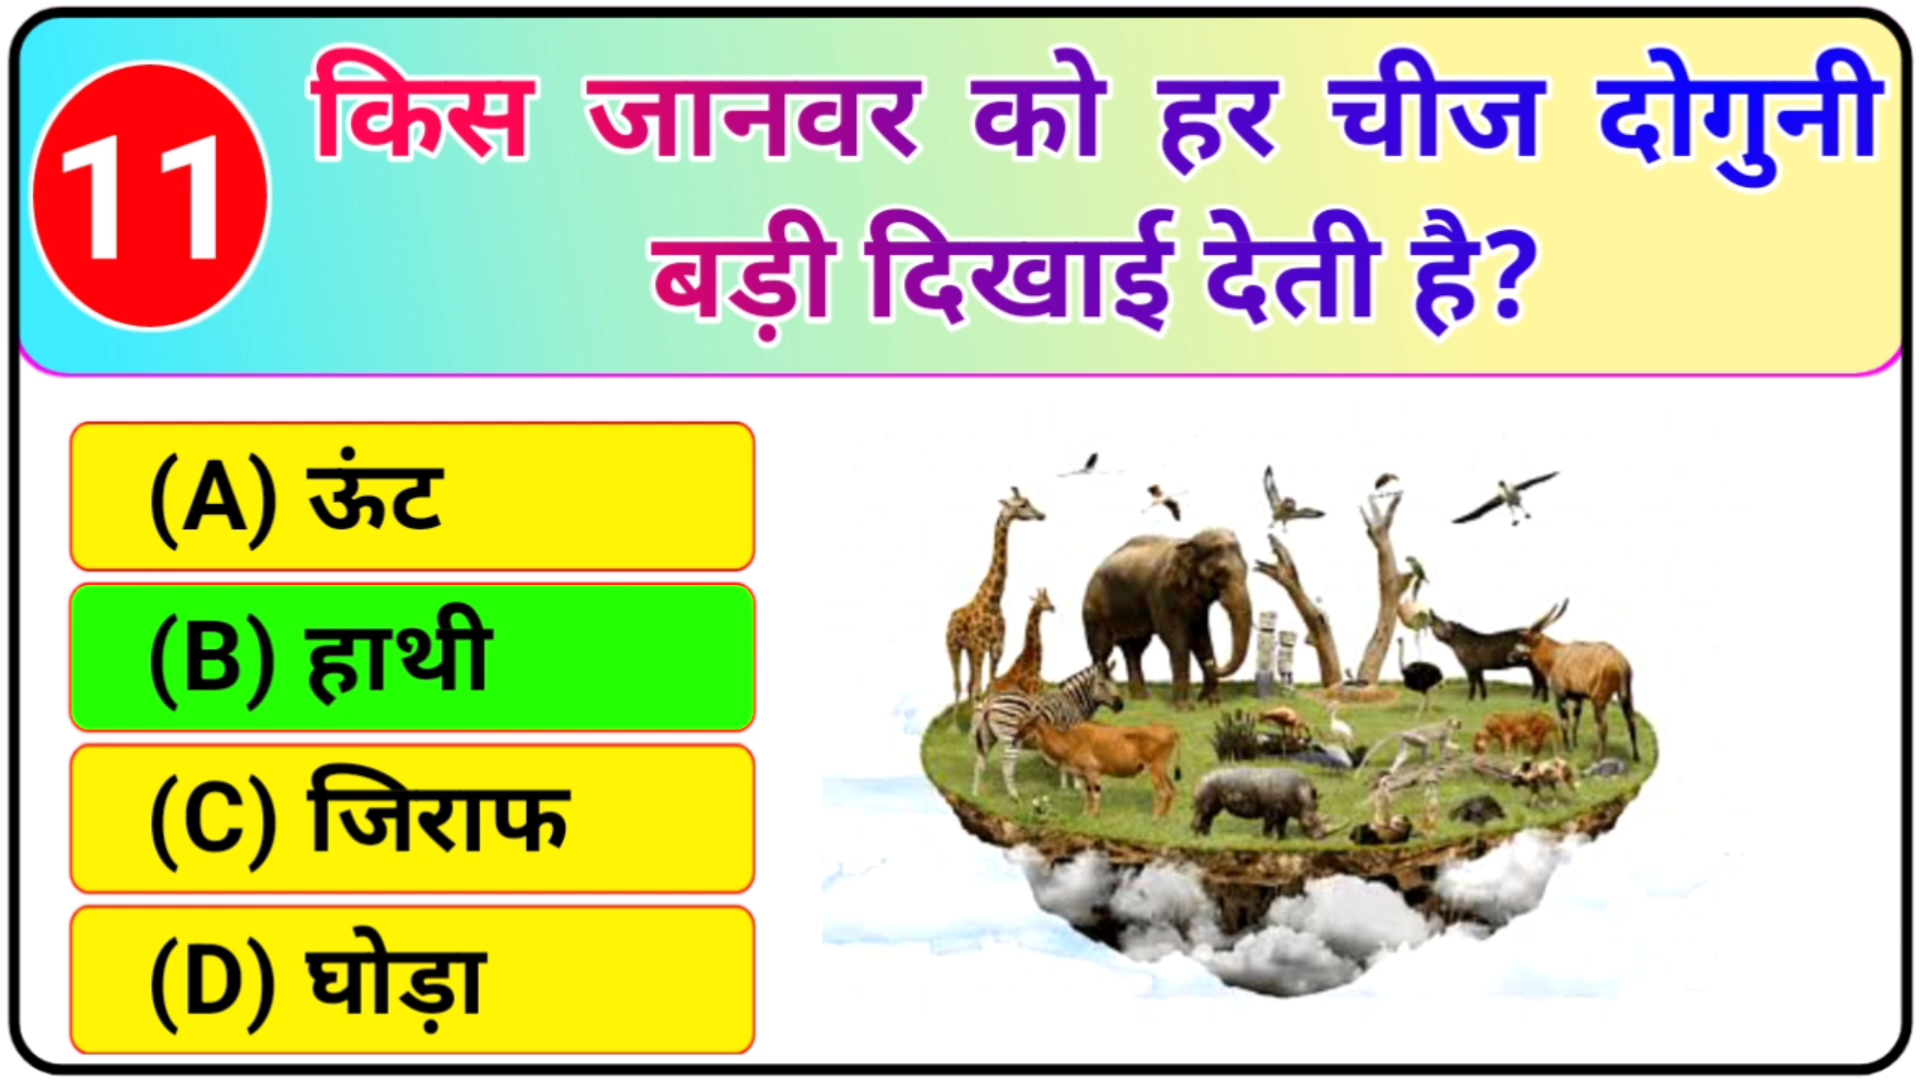 11
किस जानवर को हर चीज दोगुनी
बड़ी दिखाई देती है?
(A) ऊंट
(B) हाथी
(C) जिराफ
(D) घोड़ा